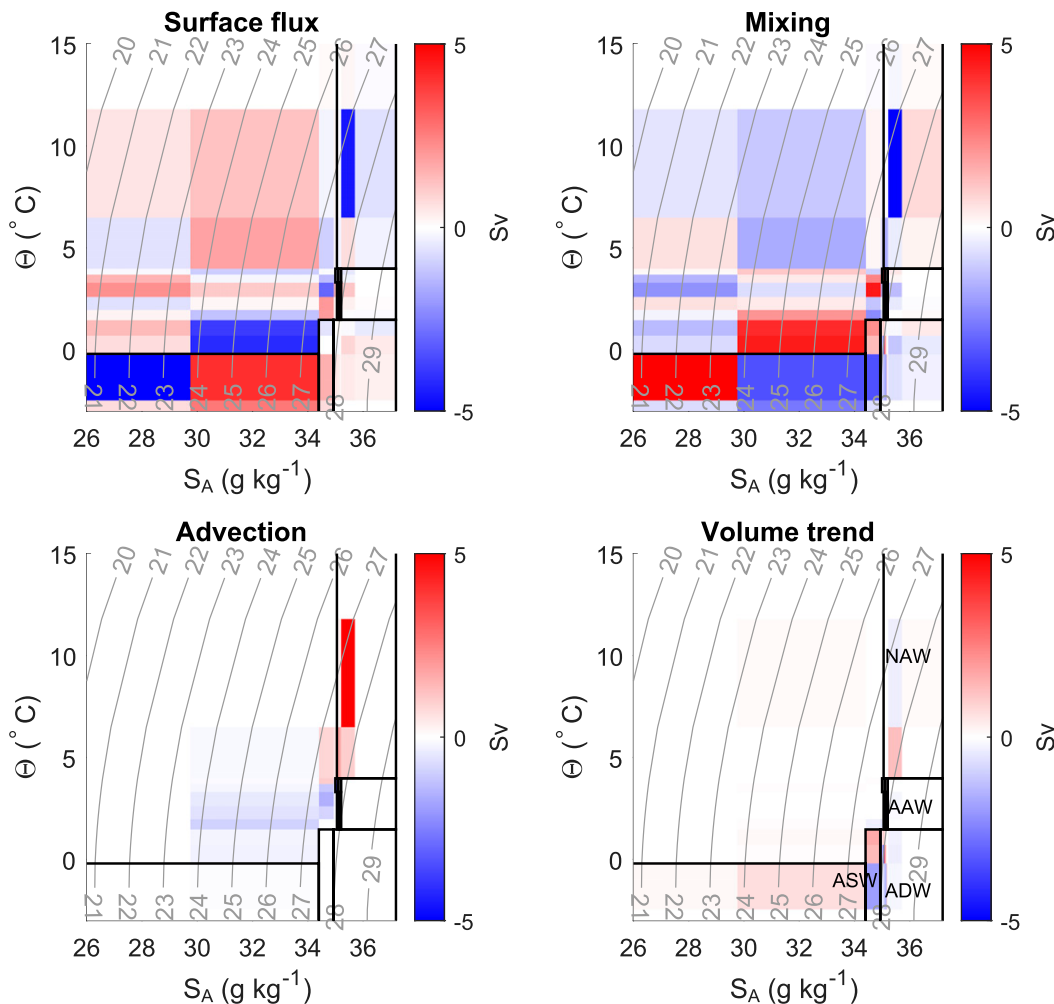 Surface flux
15
10
5
0
Θ (° C)
20 21 22 23 24 25 26 27
21 22 23 24 25 26 27 28 29
26 28 30 32 34 36
S_A (g kg⁻¹)
5
0
-5
Sv
Mixing
15
10
5
0
Θ (° C)
20 21 22 23 24 25 26 27
21 22 23 24 25 26 27 28 29
26 28 30 32 34 36
S_A (g kg⁻¹)
5
0
-5
Sv
Advection
15
10
5
0
Θ (° C)
20 21 22 23 24 25 26 27
21 22 23 24 25 26 27 28 29
26 28 30 32 34 36
S_A (g kg⁻¹)
5
0
-5
Sv
Volume trend
15
10
5
0
Θ (° C)
20 21 22 23 24 25 26 27
NAW
AAW
ASW
ADW
21 22 23 24 25 26 27 28 29
26 28 30 32 34 36
S_A (g kg⁻¹)
5
0
-5
Sv